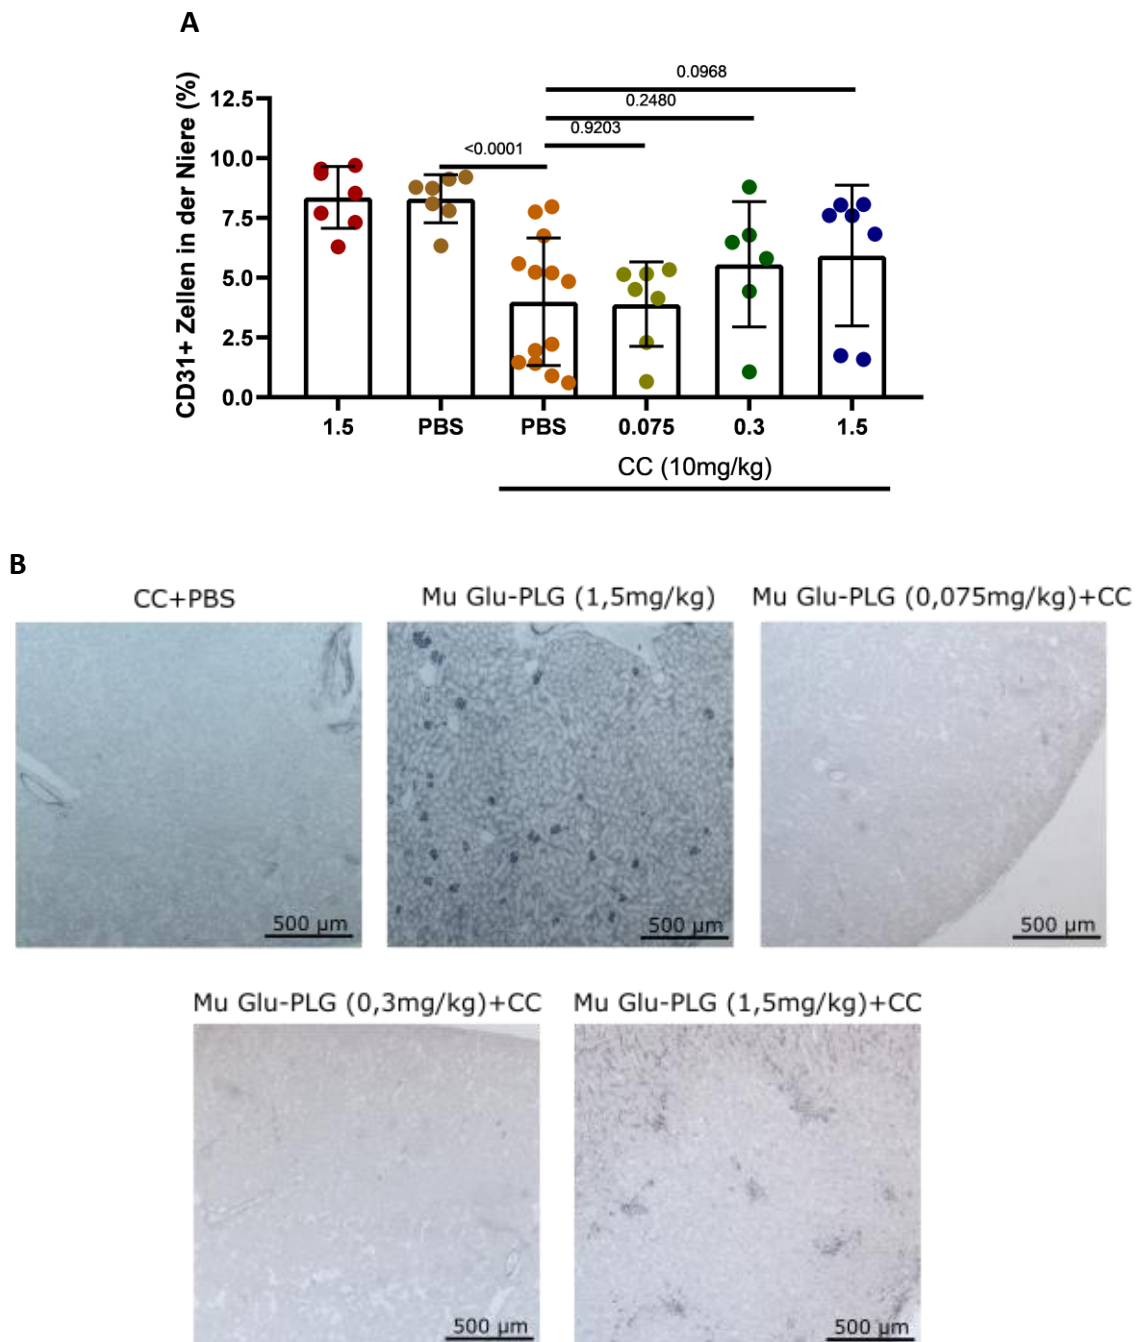 A
CD31+ Zellen in der Niere (%)
12.5
10.0
7.5
5.0
2.5
0.0
0.0968
0.2480
0.9203
<0.0001
1.5 PBS PBS 0.075 0.3 1.5
CC (10mg/kg)
B
CC+PBS
Mu Glu-PLG (1,5mg/kg)
Mu Glu-PLG (0,075mg/kg)+CC
500 µm
500 µm
500 µm
Mu Glu-PLG (0,3mg/kg)+CC
Mu Glu-PLG (1,5mg/kg)+CC
500 µm
500 µm